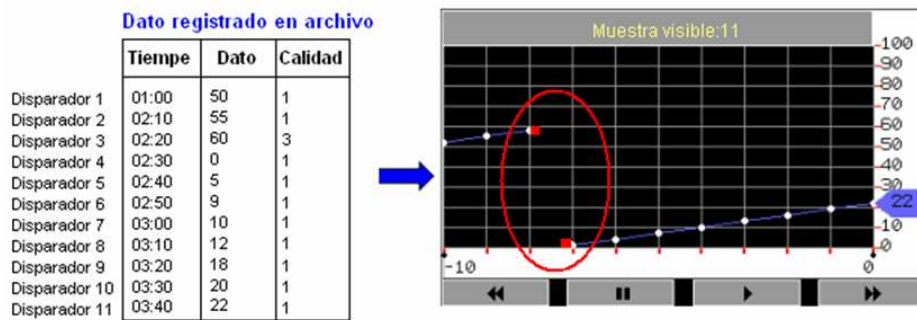 Dato registrado en archivo
Tiempe Dato Calidad
Disparador 1 01:00 50 1
Disparador 2 02:10 55 1
Disparador 3 02:20 60 3
Disparador 4 02:30 0 1
Disparador 5 02:40 5 1
Disparador 6 02:50 9 1
Disparador 7 03:00 10 1
Disparador 8 03:10 12 1
Disparador 9 03:20 18 1
Disparador 10 03:30 20 1
Disparador 11 03:40 22 1
Muestra visible:11
100
90
80
70
60
50
40
30
22
10
0
-10 0